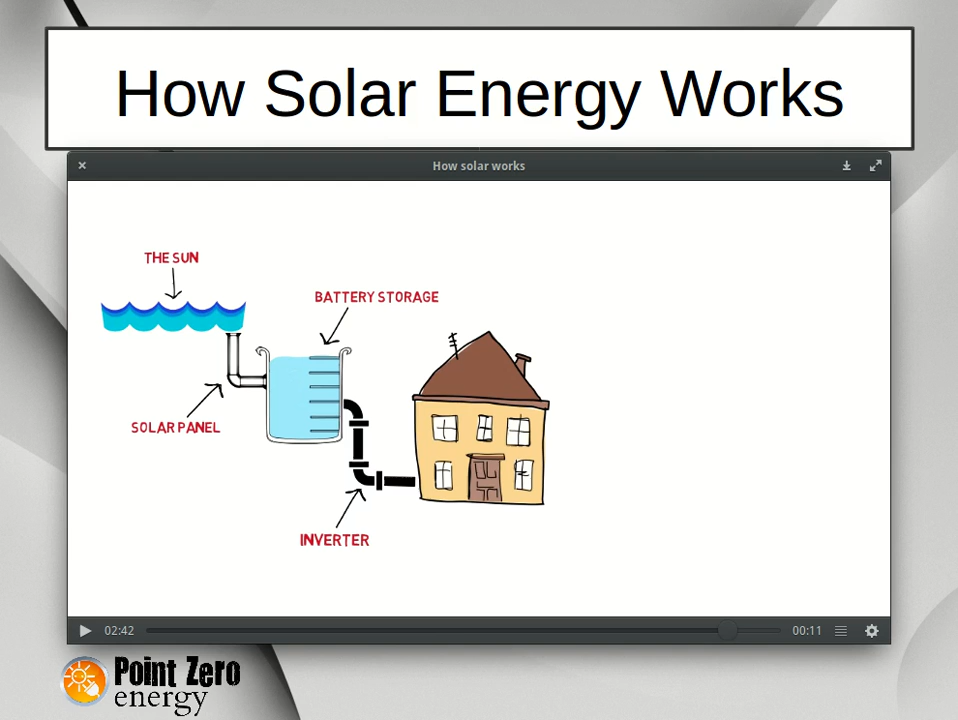 How Solar Energy Works
How solar works
THE SUN
BATTERY STORAGE
SOLAR PANEL
INVERTER
02:42
00:11
Point Zero
energy